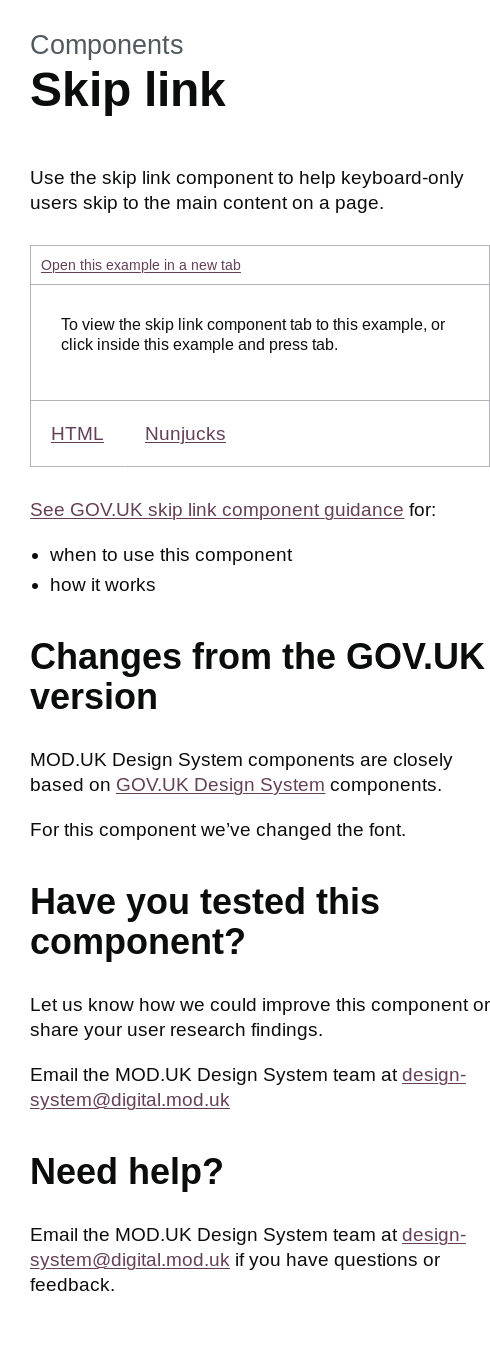 Components
Skip link
Use the skip link component to help keyboard-only
users skip to the main content on a page.
Open this example in a new tab
To view the skip link component tab to this example, or
click inside this example and press tab.
HTML Nunjucks
See GOV.UK skip link component guidance for:
• when to use this component
• how it works
Changes from the GOV.UK
version
MOD.UK Design System components are closely
based on GOV.UK Design System components.
For this component we’ve changed the font.
Have you tested this
component?
Let us know how we could improve this component or
share your user research findings.
Email the MOD.UK Design System team at design-
system@digital.mod.uk
Need help?
Email the MOD.UK Design System team at design-
system@digital.mod.uk if you have questions or
feedback.